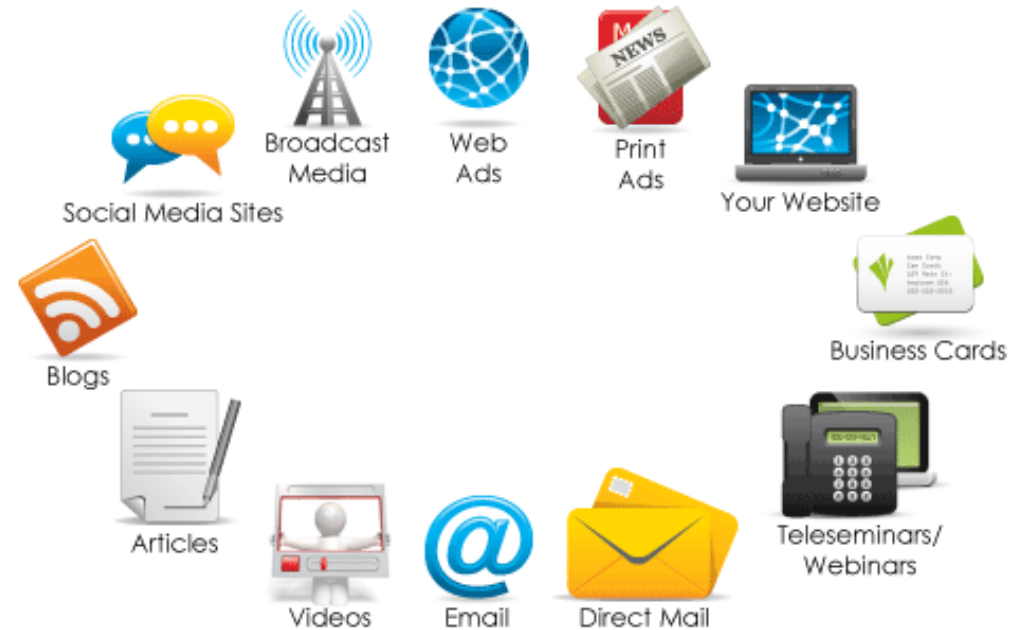 NEWS
Broadcast
Media
Web
Ads
Print
Ads
Your Website
Social Media Sites
Business Cards
Blogs
Articles
Teleseminars/
Webinars
Videos
Email
Direct Mail